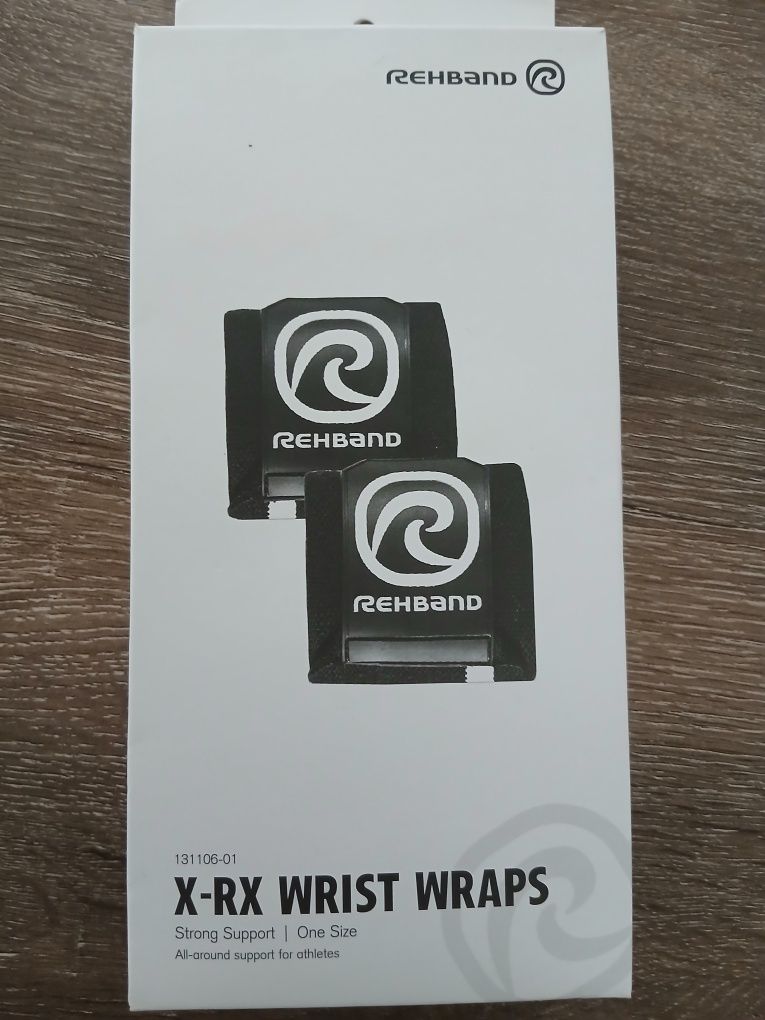 REHBAND
REHBAND
REHBAND
131106-01
X-RX WRIST WRAPS
Strong Support | One Size
All-around support for athletes